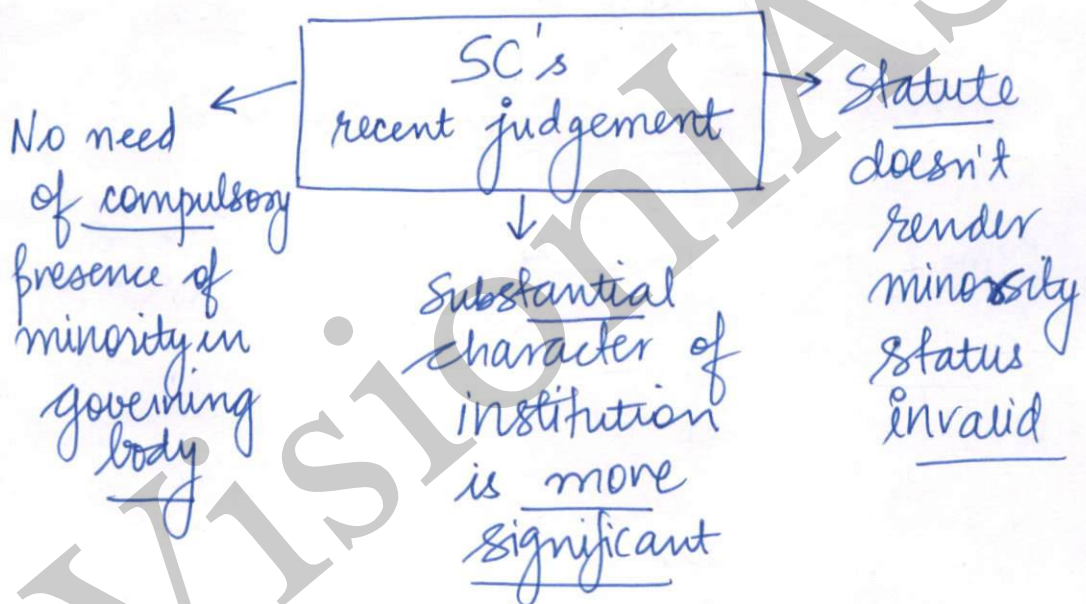 SC's
recent judgement
No need
of compulsory
presence of
minority in
governing
body
Substantial
character of
institution
is more
significant
Statute
doesn't
render
minority
status
invalid
VisionIAS